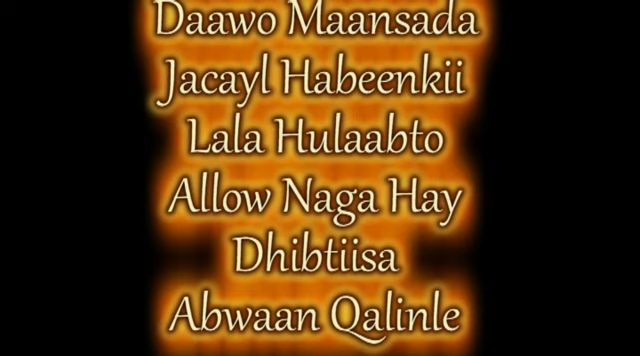 Daawo Maansada
Jacayl Habeenkii
Lala Hulaabto
Allow Naga Hay
Dhibtiisa
Abwaan Qalinle